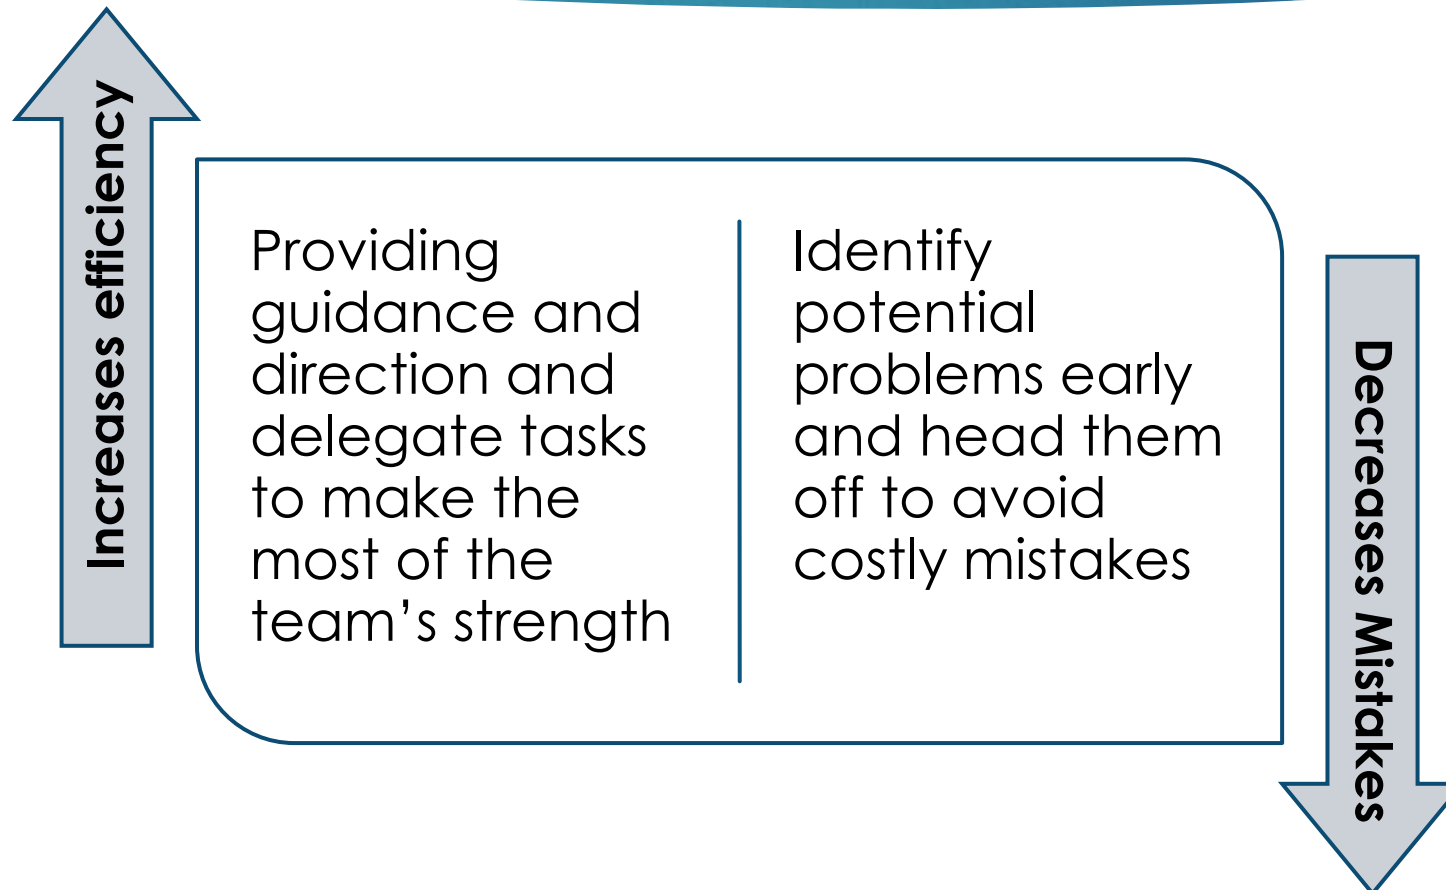 Increases efficiency
Providing
guidance and
direction and
delegate tasks
to make the
most of the
team’s strength
Identify
potential
problems early
and head them
off to avoid
costly mistakes
Decreases Mistakes